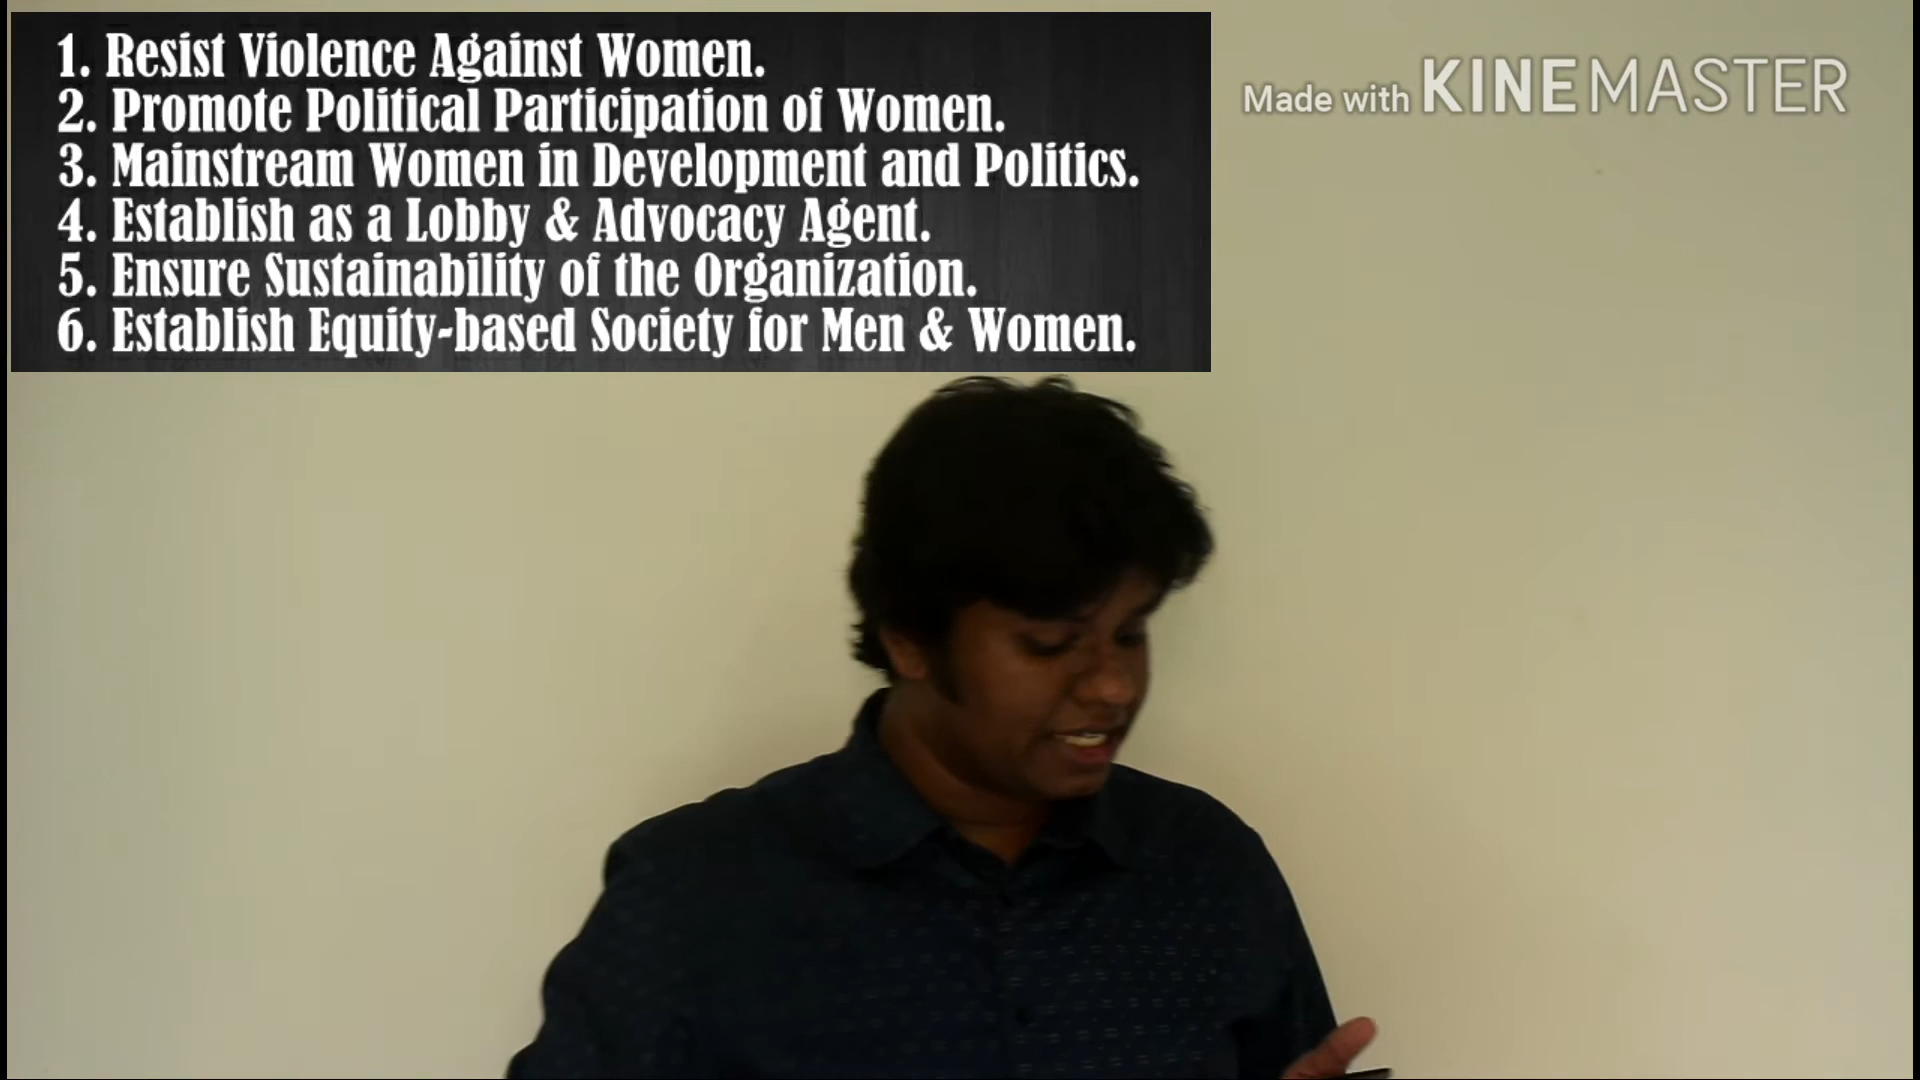 1. Resist Violence Against Women.
2. Promote Political Participation of Women.
3. Mainstream Women in Development and Politics.
4. Establish as a Lobby & Advocacy Agent.
5. Ensure Sustainability of the Organization.
6. Establish Equity-based Society for Men & Women.
Made with KINEMASTER